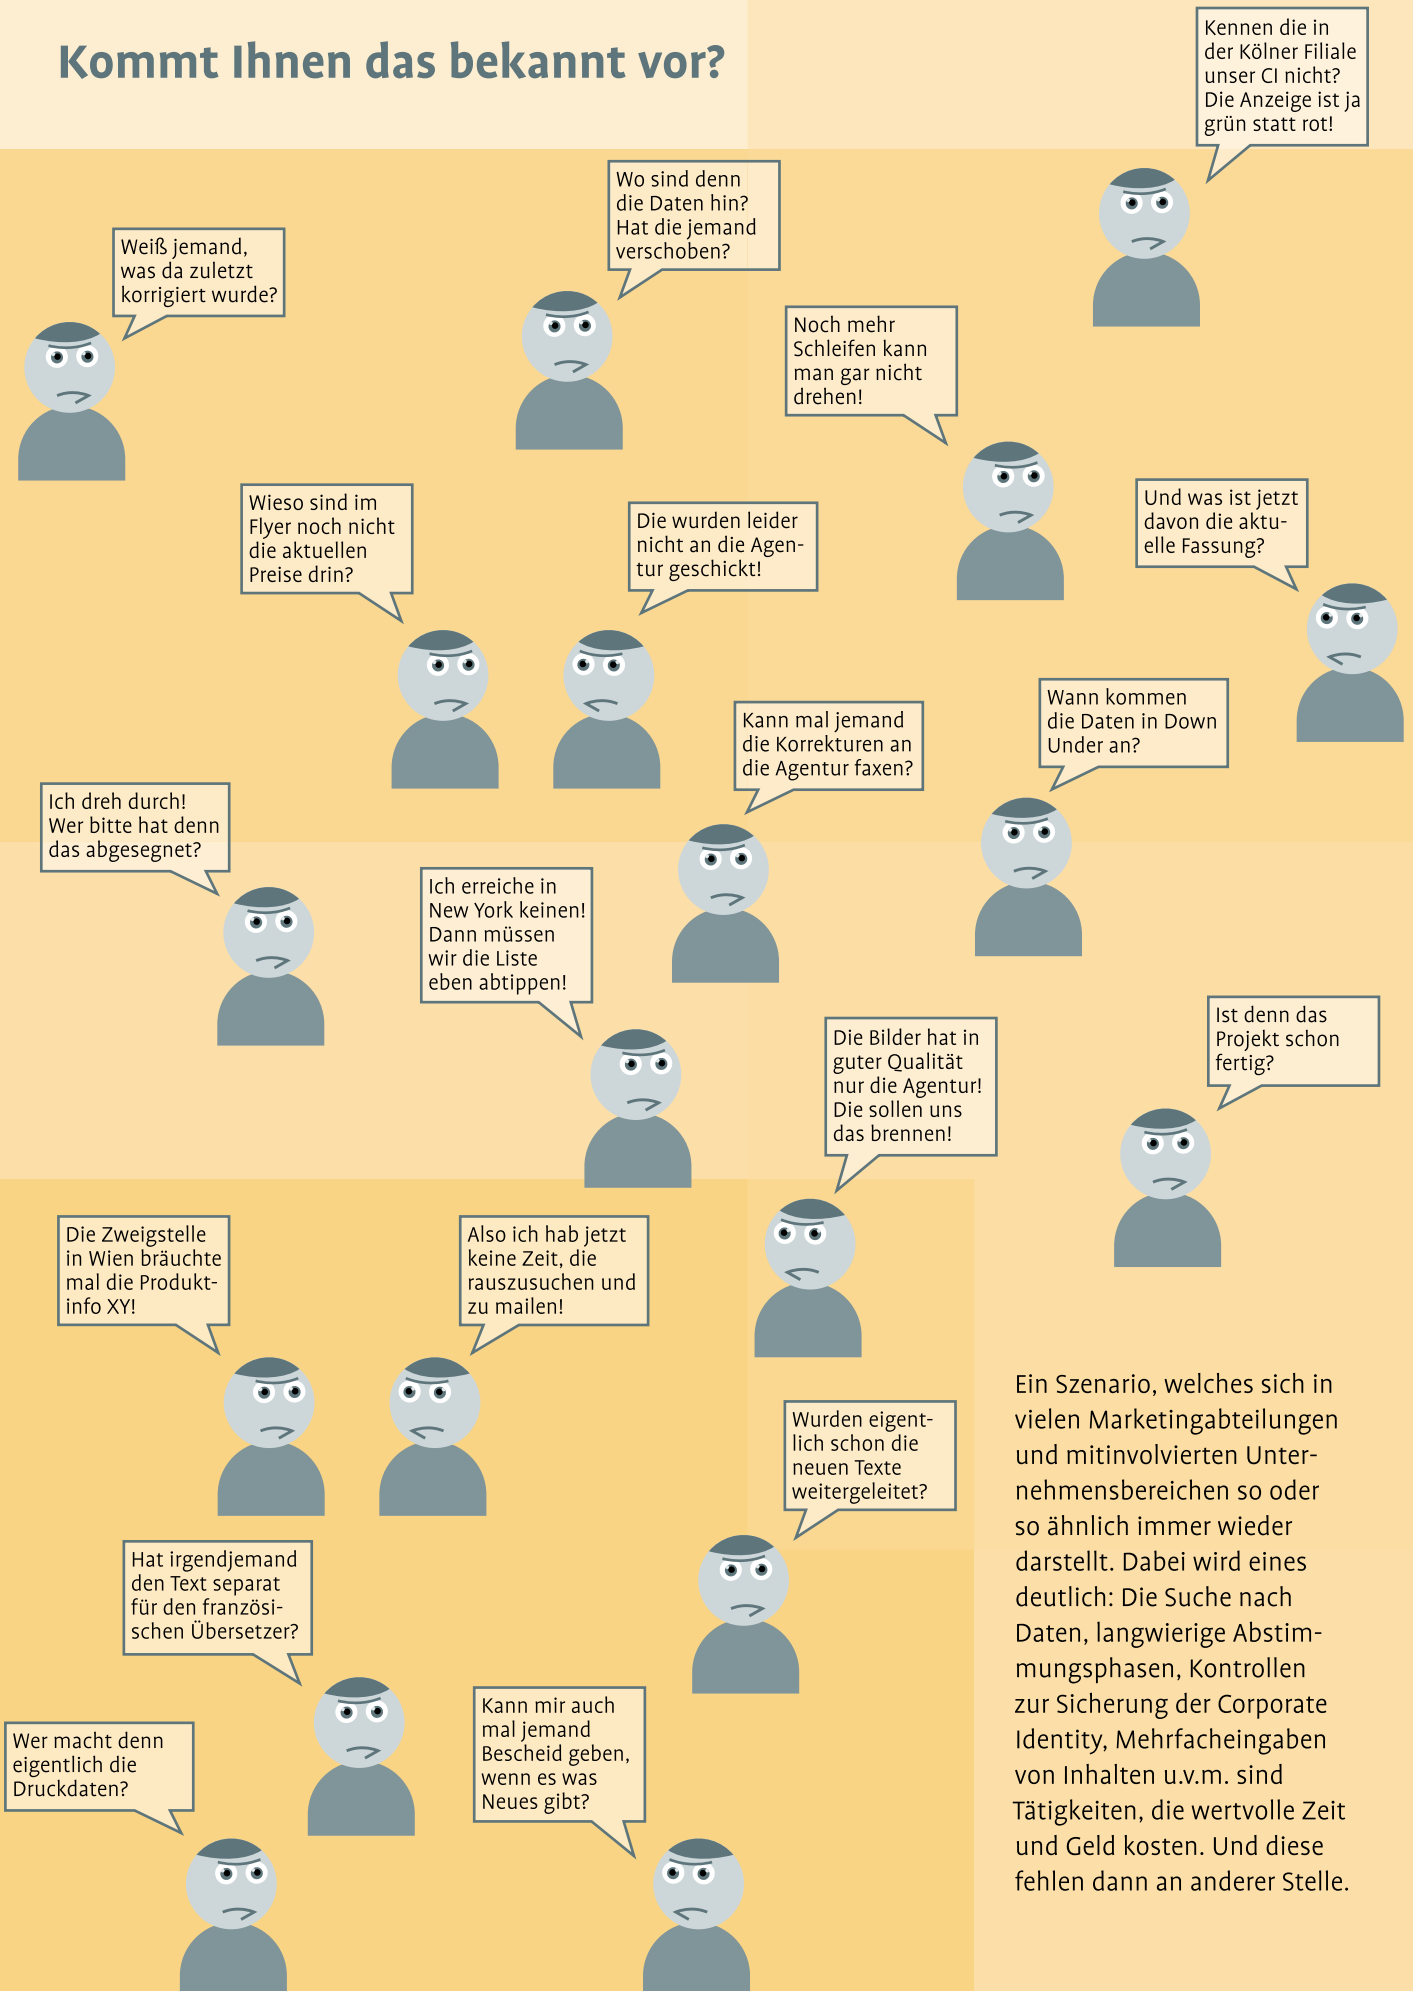 Kommt Ihnen das bekannt vor?
Kennen die in
der Kölner Filiale
unser CI nicht?
Die Anzeige ist ja
grün statt rot!
Wo sind denn
die Daten hin?
Hat die jemand
verschoben?
Weiß jemand,
was da zuletzt
korrigiert wurde?
Noch mehr
Schleifen kann
man gar nicht
drehen!
Wieso sind im
Flyer noch nicht
die aktuellen
Preise drin?
Die wurden leider
nicht an die Agen-
tur geschickt!
Und was ist jetzt
davon die aktu-
elle Fassung?
Kann mal jemand
die Korrekturen an
die Agentur faxen?
Wann kommen
die Daten in Down
Under an?
Ich dreh durch!
Wer bitte hat denn
das abgesegnet?
Ich erreiche in
New York keinen!
Dann müssen
wir die Liste
eben abtippen!
Die Bilder hat in
guter Qualität
nur die Agentur!
Die sollen uns
das brennen!
Ist denn das
Projekt schon
fertig?
Die Zweigstelle
in Wien bräuchte
mal die Produkt-
info XY!
Also ich hab jetzt
keine Zeit, die
rauszusuchen und
zu mailen!
Wurden eigent-
lich schon die
neuen Texte
weitergeleitet?
Hat irgendjemand
den Text separat
für den französi-
schen Übersetzer?
Kann mir auch
mal jemand
Bescheid geben,
wenn es was
Neues gibt?
Wer macht denn
eigentlich die
Druckdaten?
Ein Szenario, welches sich in
vielen Marketingabteilungen
und mitinvolvierten Unter-
nehmensbereichen so oder
so ähnlich immer wieder
darstellt. Dabei wird eines
deutlich: Die Suche nach
Daten, langwierige Abstim-
mungsphasen, Kontrollen
zur Sicherung der Corporate
Identity, Mehrfacheingaben
von Inhalten u.v.m. sind
Tätigkeiten, die wertvolle Zeit
und Geld kosten. Und diese
fehlen dann an anderer Stelle.